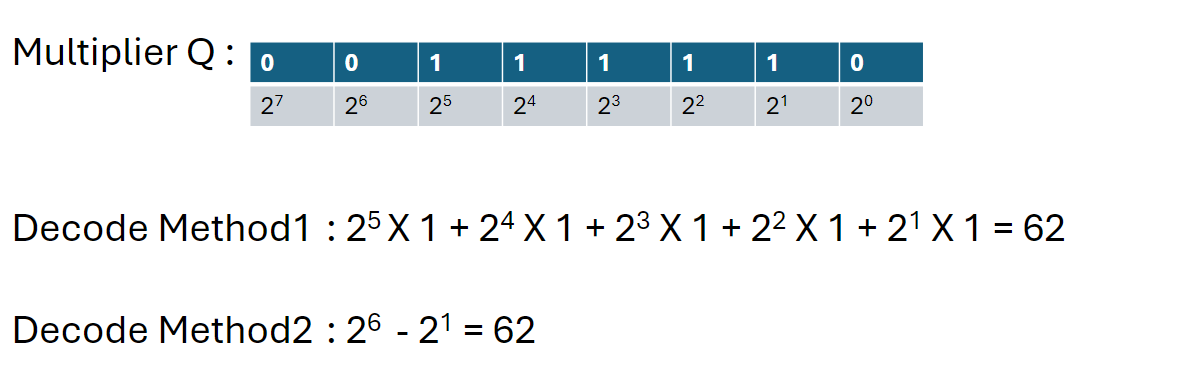 Multiplier Q : 0 0 1 1 1 1 1 0
2⁷ 2⁶ 2⁵ 2⁴ 2³ 2² 2¹ 2⁰
Decode Method1 : 2⁵ X 1 + 2⁴ X 1 + 2³ X 1 + 2² X 1 + 2¹ X 1 = 62
Decode Method2 : 2⁶ - 2¹ = 62